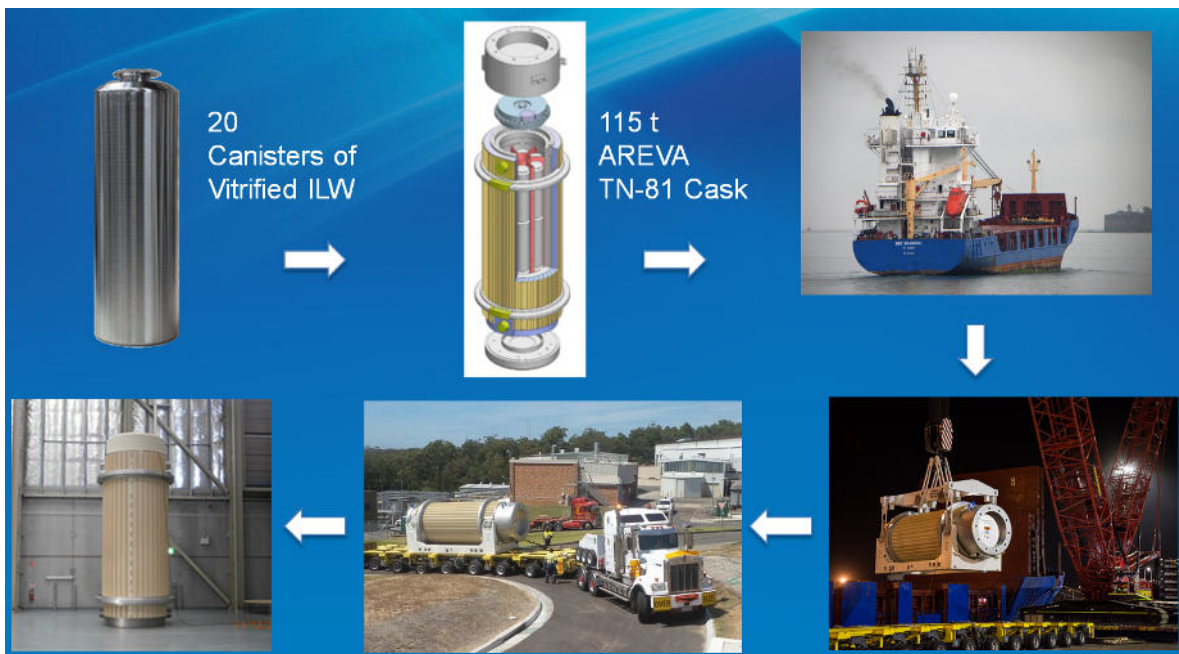 20
Canisters of
Vitrified ILW
115 t
AREVA
TN-81 Cask